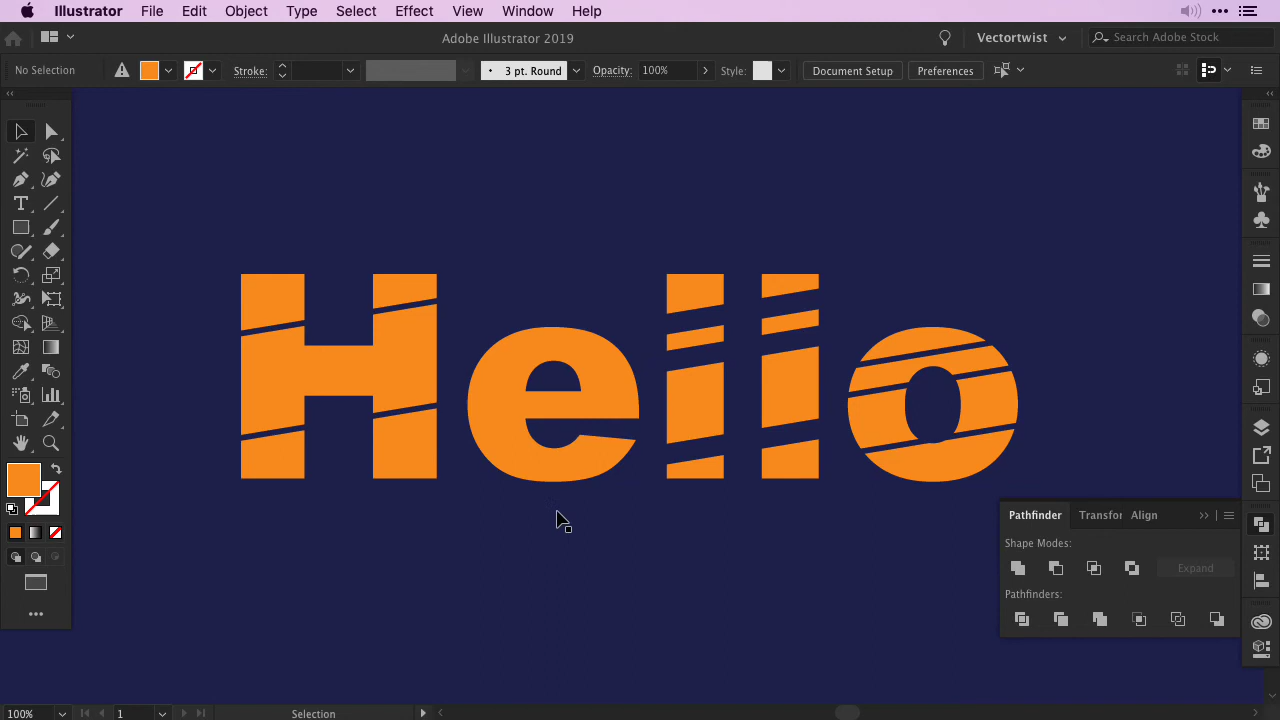 Illustrator File Edit Object Type Select Effect View Window Help
Adobe Illustrator 2019
Vectortwist
Search Adobe Stock
No Selection
Stroke:
3 pt. Round
Opacity: 100%
Style:
Document Setup
Preferences
Hello
Pathfinder Transfor Align
Shape Modes:
Expand
Pathfinders:
100%
1
Selection